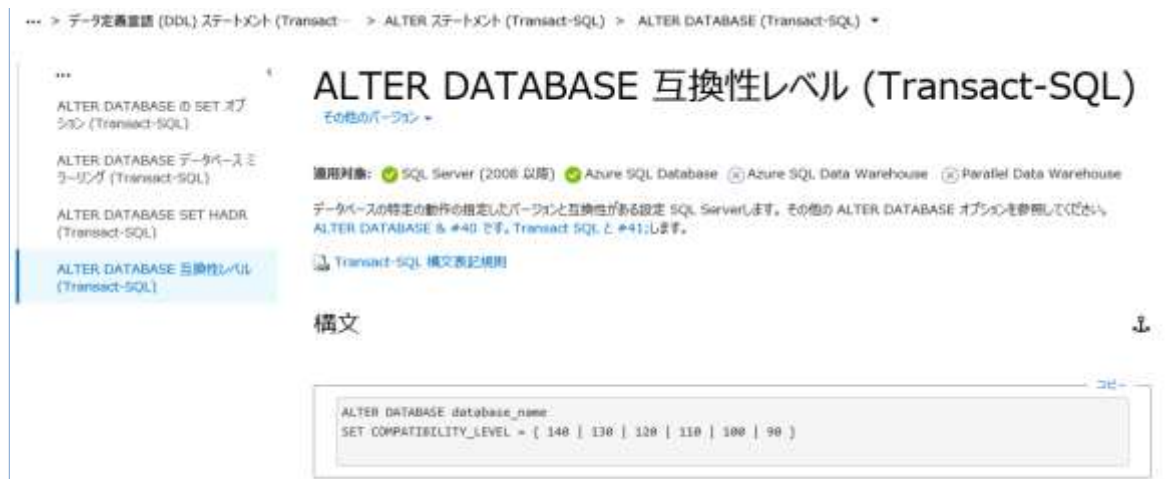 ... > データ定義言語 (DDL) ステートメント (Transact... > ALTER ステートメント (Transact-SQL) > ALTER DATABASE (Transact-SQL)
...
ALTER DATABASE の SET オプ
ション (Transact-SQL)
ALTER DATABASE データベース ミ
ラーリング (Transact-SQL)
ALTER DATABASE SET HADR
(Transact-SQL)
ALTER DATABASE 互換性レベル
(Transact-SQL)
ALTER DATABASE 互換性レベル (Transact-SQL)
その他のバージョン
適用対象: SQL Server (2008 以降) Azure SQL Database Azure SQL Data Warehouse Parallel Data Warehouse
データベースの特定の動作の指定したバージョンと互換性がある設定 SQL Serverします。その他の ALTER DATABASE オプションを参照してください。
ALTER DATABASE & #40 です。Transact SQL と #41;します。
Transact-SQL 構文表記規則
構文
コピー
ALTER DATABASE database_name
SET COMPATIBILITY_LEVEL = { 140 | 130 | 120 | 110 | 100 | 90 }